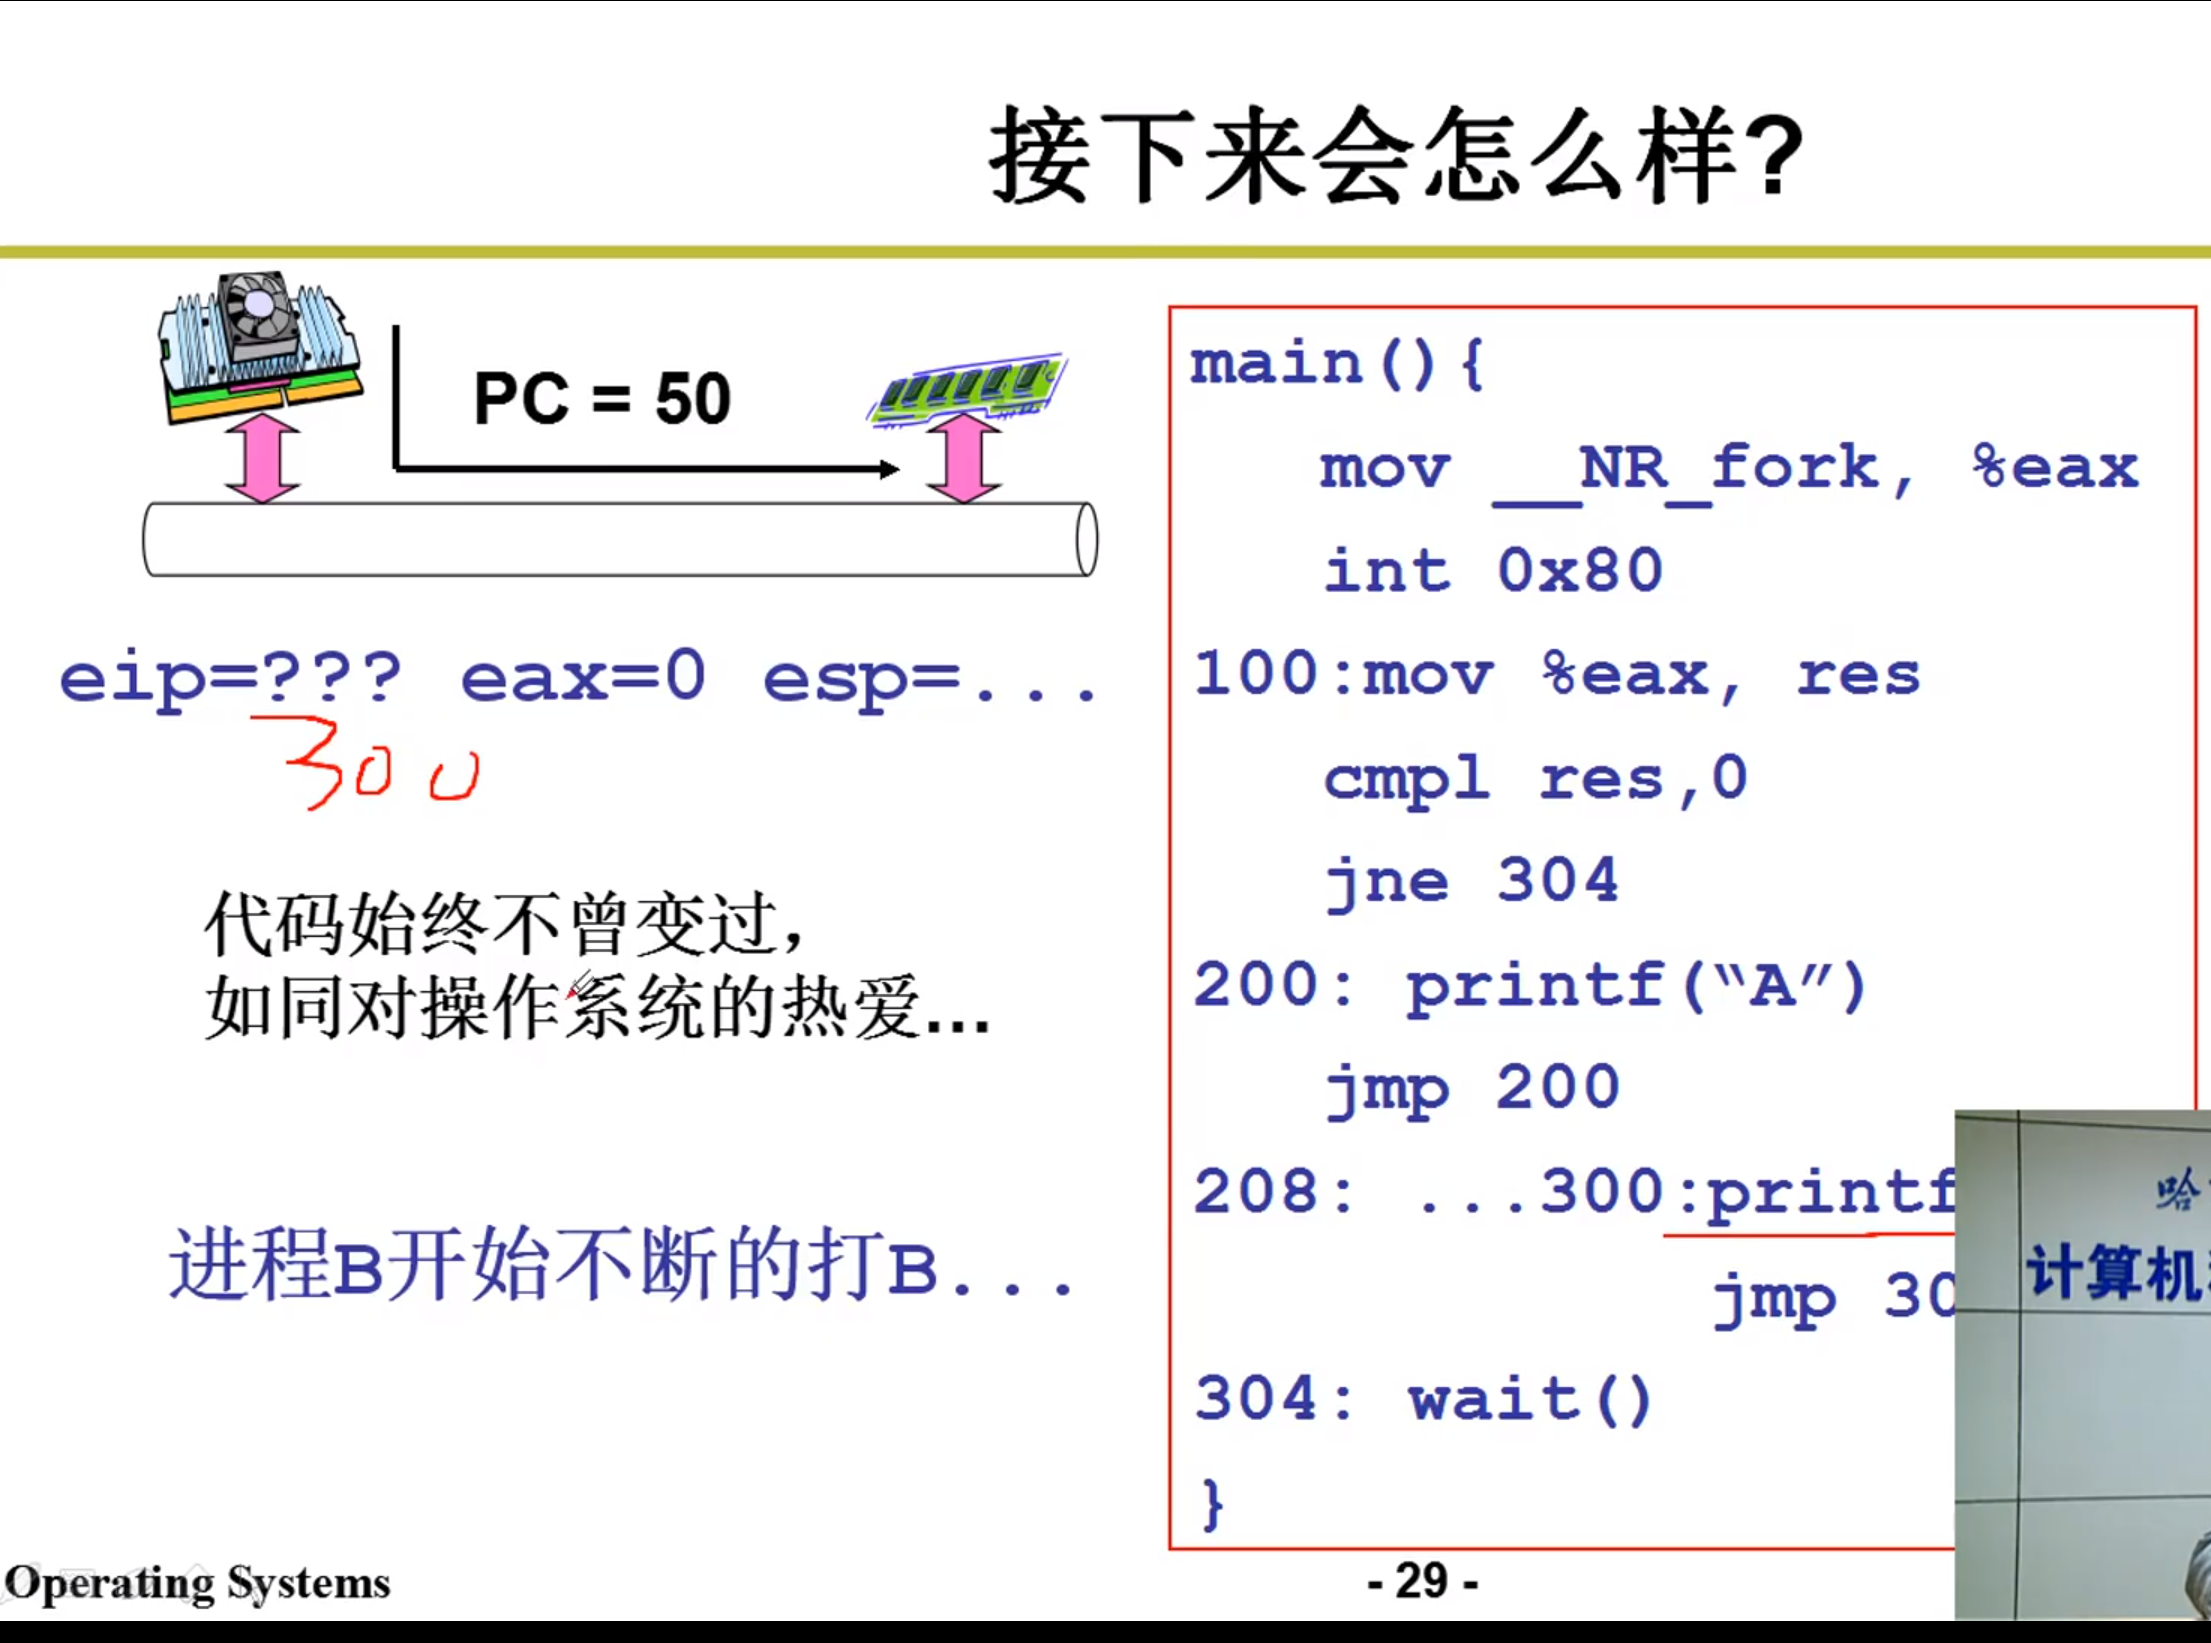 接下来会怎么样?
PC = 50
eip=??? eax=0 esp=...
300
代码始终不曾变过,
如同对操作系统的热爱...
进程B开始不断的打B...
main(){
mov __NR_fork, %eax
int 0x80
100:mov %eax, res
cmpl res,0
jne 304
200: printf(“A”)
jmp 200
208: ...300:printf
jmp 30
304: wait()
}
哈
计算机
Operating Systems
- 29 -